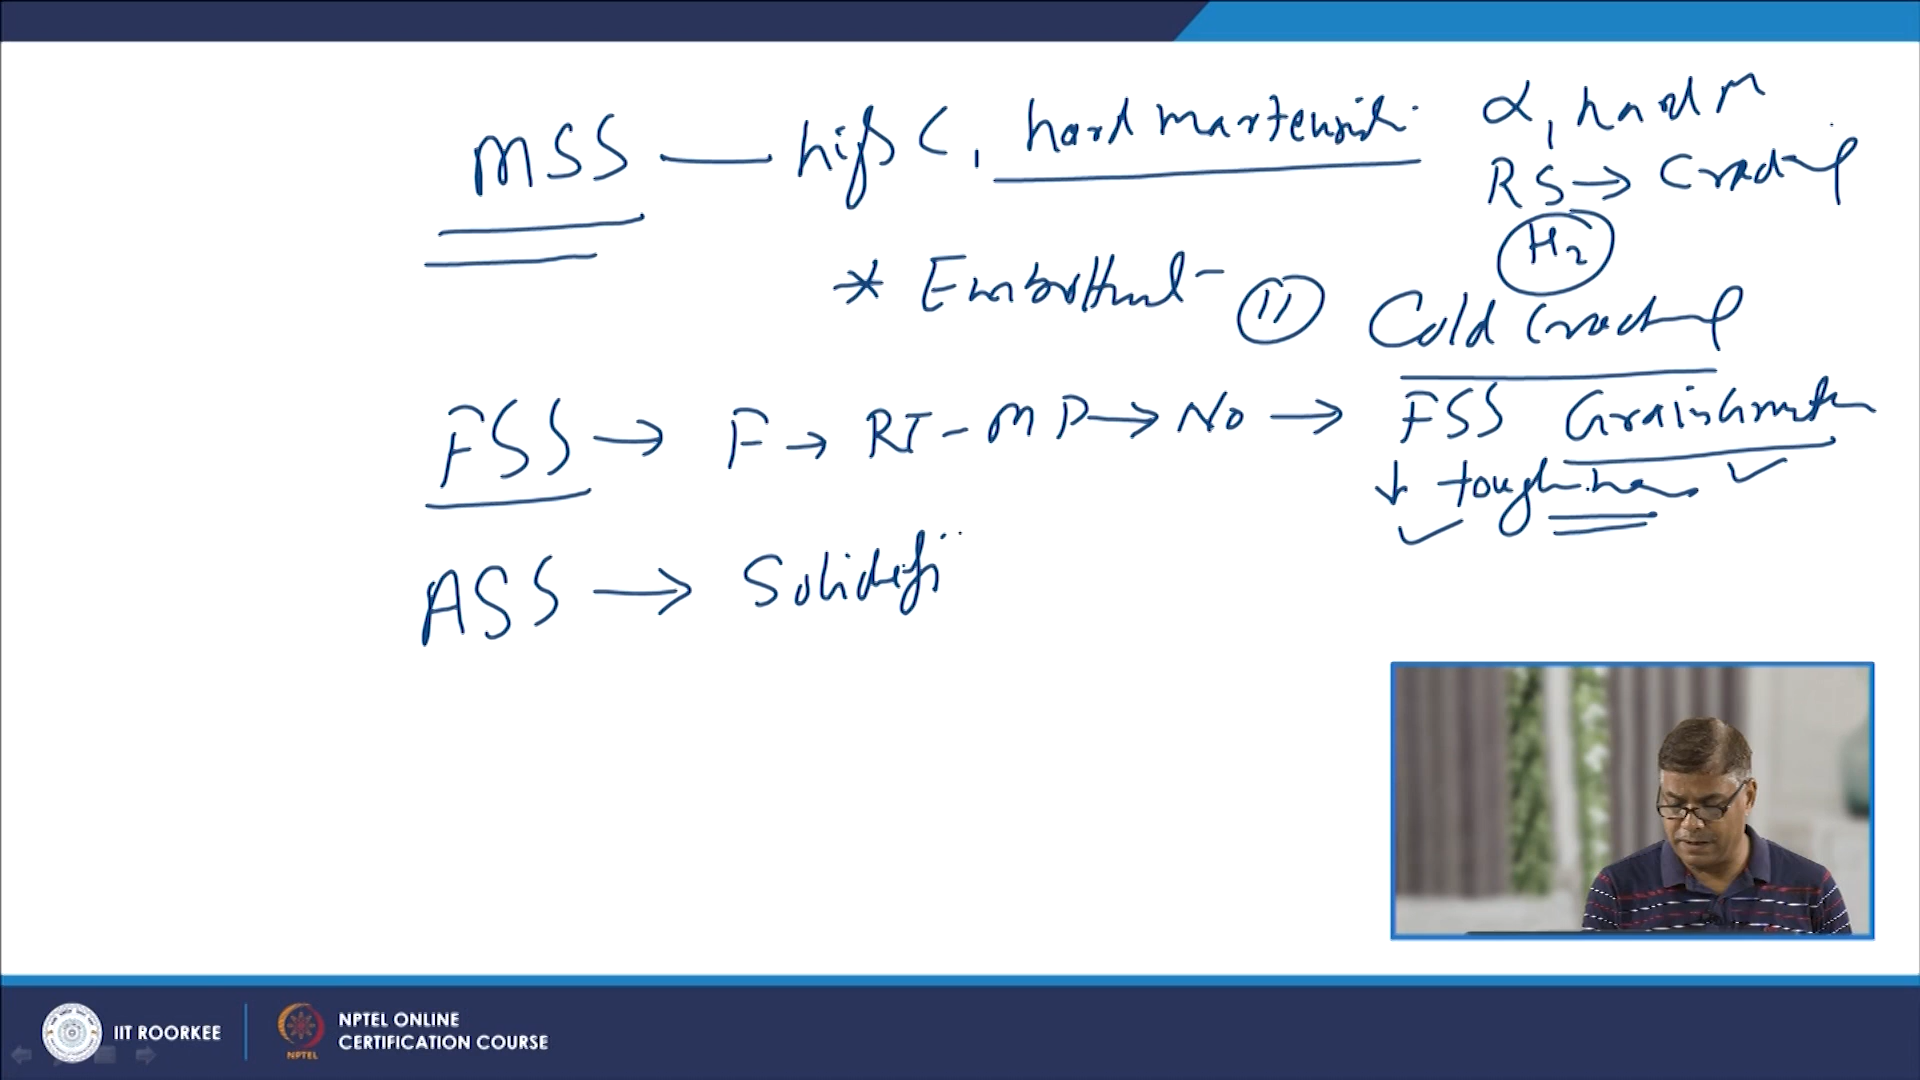 MSS — high C, hard martensite
α, hard M
RS → Cracking
H2
* Embrittlement
11 Cold Cracking
FSS → F → RT - MP → No → FSS Grain Growth
↓ toughness ✓
✓
ASS → Solidifi
IIT ROORKEE
NPTEL
NPTEL ONLINE
CERTIFICATION COURSE